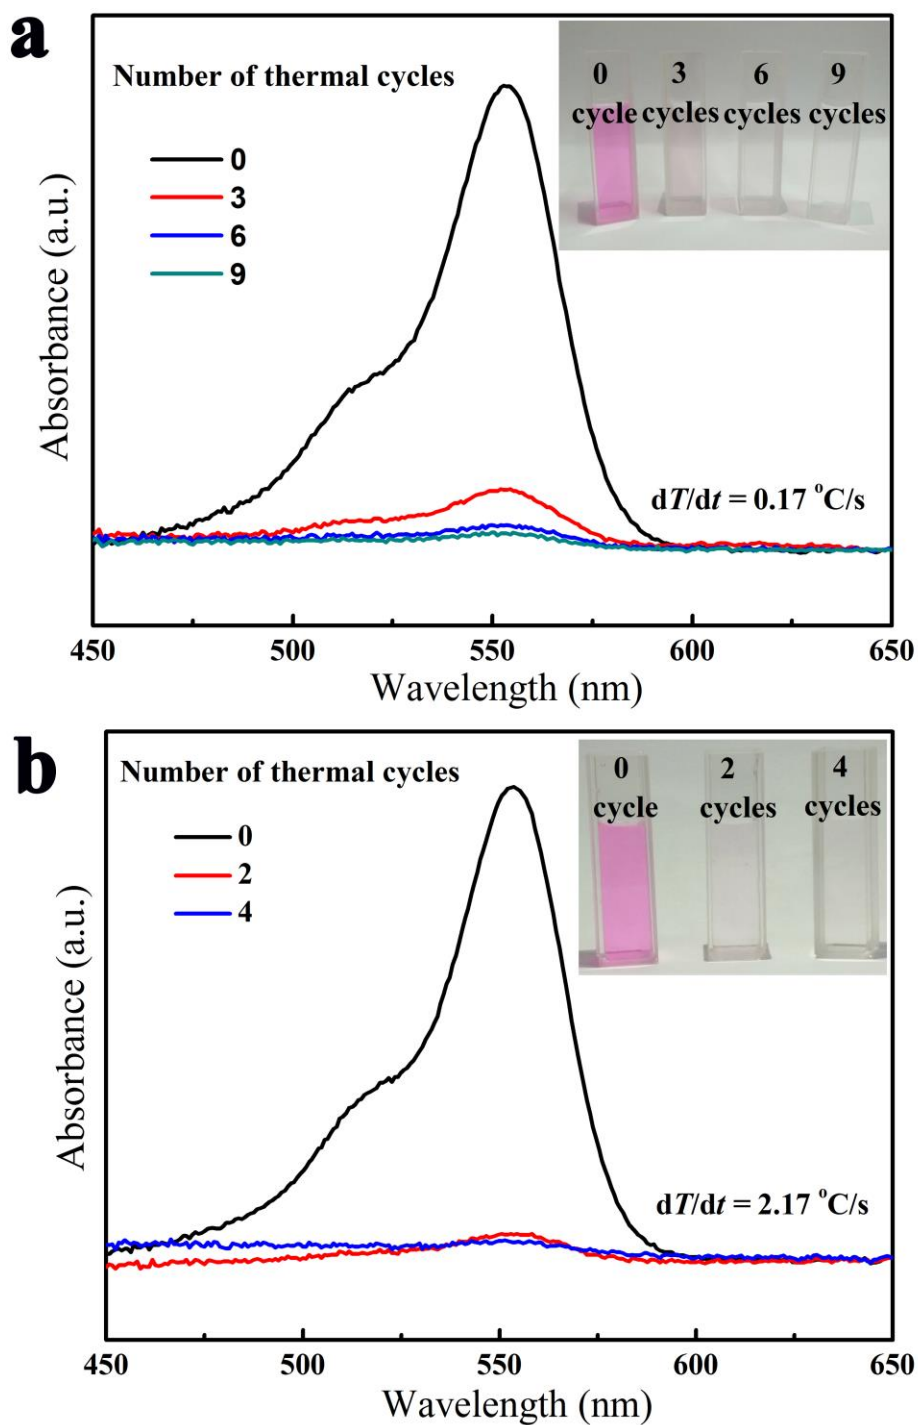 a
Number of thermal cycles
0
3
6
9
0 3 6 9
cycle cycles cycles cycles
Absorbance (a.u.)
dT/dt = 0.17 °C/s
450 500 550 600 650
Wavelength (nm)
b
Number of thermal cycles
0
2
4
0 2 4
cycle cycles cycles
Absorbance (a.u.)
dT/dt = 2.17 °C/s
450 500 550 600 650
Wavelength (nm)